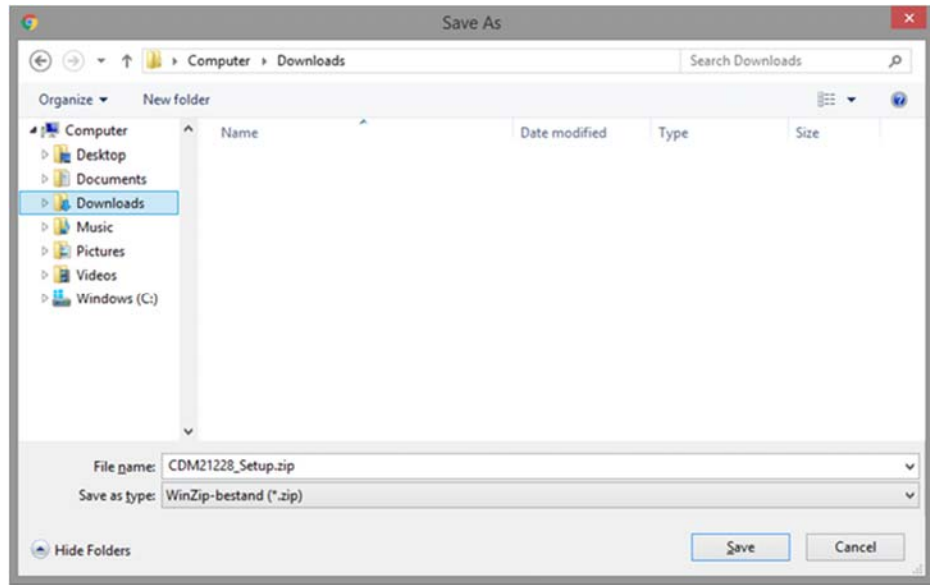 Save As
Computer Downloads Search Downloads
Organize New folder
Computer Name Date modified Type Size
Desktop
Documents
Downloads
Music
Pictures
Videos
Windows (C:)
File name: CDM21228_Setup.zip
Save as type: WinZip-bestand (*.zip)
Hide Folders Save Cancel